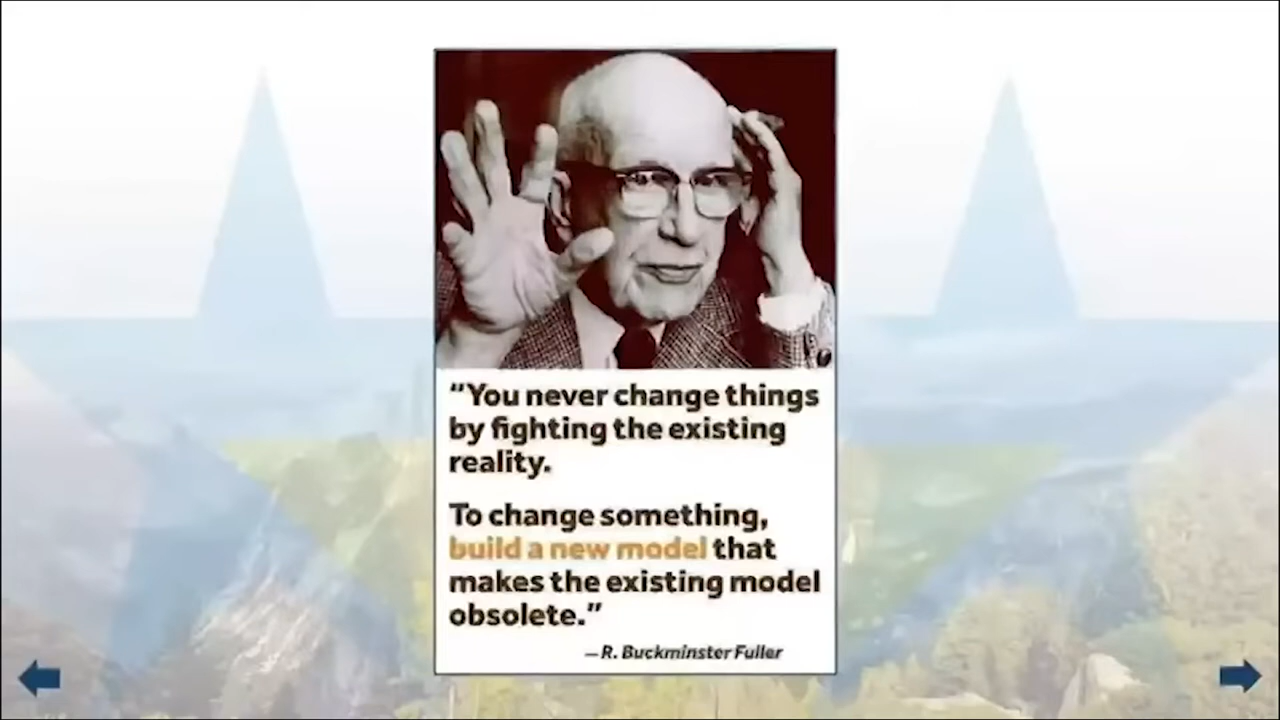 “You never change things
by fighting the existing
reality.
To change something,
build a new model that
makes the existing model
obsolete.”
—R. Buckminster Fuller